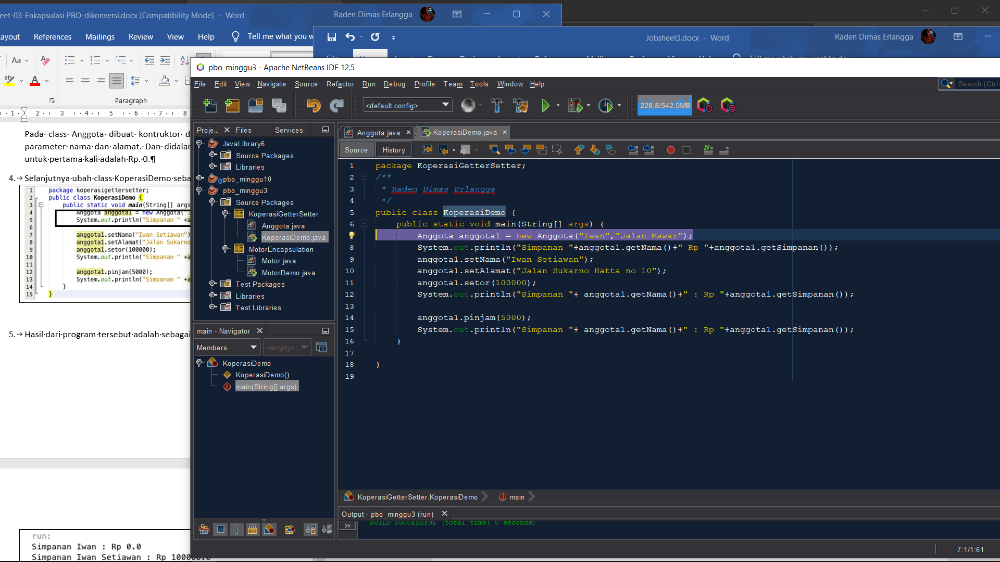 eet-03-Enkapsulasi PBO-dikonversi.docx [Compatibility Mode] - Word
Raden Dimas Erlangga
ayout References Mailings Review View Help Tell me what you w
Jobsheet3.docx - Word
Raden Dimas Erlangga
Aa
Paragraph
1 2 3 4 5 6 7 8
Pada class Anggota dibuat kontruktor d
parameter nama dan alamat. Dan didalar
untuk pertama kali adalah Rp. 0.¶
4. → Selanjutnya ubah class KoperasiDemo seba
1 package koperasigettersetter;
2 public class KoperasiDemo {
3 public static void main(String[] args
4 Anggota anggota1 = new Anggota("I
5 System.out.println("Simpanan " +a
6
7 anggota1.setNama("Iwan Setiawan")
8 anggota1.setAlamat("Jalan Sukarno
9 anggota1.setor(100000);
10 System.out.println("Simpanan " +a
11
12 anggota1.pinjam(5000);
13 System.out.println("Simpanan " +a
14 }
15 }
5. → Hasil dari program tersebut adalah sebagai
run:
Simpanan Iwan : Rp 0.0
Simpanan Iwan Setiawan : Rp 100000.0
pbo_minggu3 - Apache NetBeans IDE 12.5
File Edit View Navigate Source Refactor Run Debug Profile Team Tools Window Help
Search (Ctrl+
<default config>
228.8/542.0MB
Proje... Files Services
JavaLibrary6
Source Packages
Libraries
pbo_minggu10
pbo_minggu3
Source Packages
KoperasiGetterSetter
Anggota.java
KoperasiDemo.java
MotorEncapsulation
Motor.java
MotorDemo.java
Test Packages
Libraries
Test Libraries
main - Navigator
Members <empty>
KoperasiDemo
KoperasiDemo()
main(String[] args)
Anggota.java KoperasiDemo.java
Source History
1 package KoperasiGetterSetter;
2 /**
3 * Raden Dimas Erlangga
4 */
5 public class KoperasiDemo {
6 public static void main(String[] args) {
Anggota anggota1 = new Anggota("Iwan","Jalan Mawar");
8 System.out.println("Simpanan "+anggota1.getNama()+" Rp "+anggota1.getSimpanan());
9 anggota1.setNama("Iwan Setiawan");
10 anggota1.setAlamat("Jalan Sukarno Hatta no 10");
11 anggota1.setor(100000);
12 System.out.println("Simpanan "+ anggota1.getNama()+" : Rp "+anggota1.getSimpanan());
13
14 anggota1.pinjam(5000);
15 System.out.println("Simpanan "+ anggota1.getNama()+" : Rp "+anggota1.getSimpanan());
16 }
17
18 }
19
KoperasiGetterSetter.KoperasiDemo main
Output - pbo_minggu3 (run)
BUILD SUCCESSFUL (total time: 0 seconds)
7:1/1:61